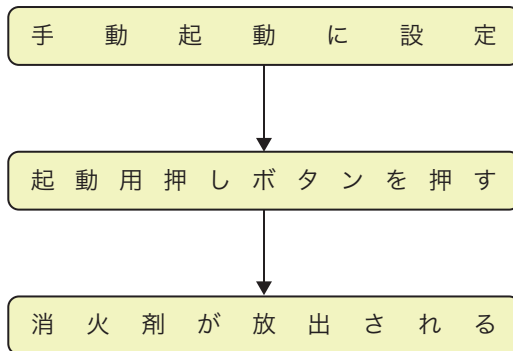 手動起動に設定
起動用押しボタンを押す
消火剤が放出される